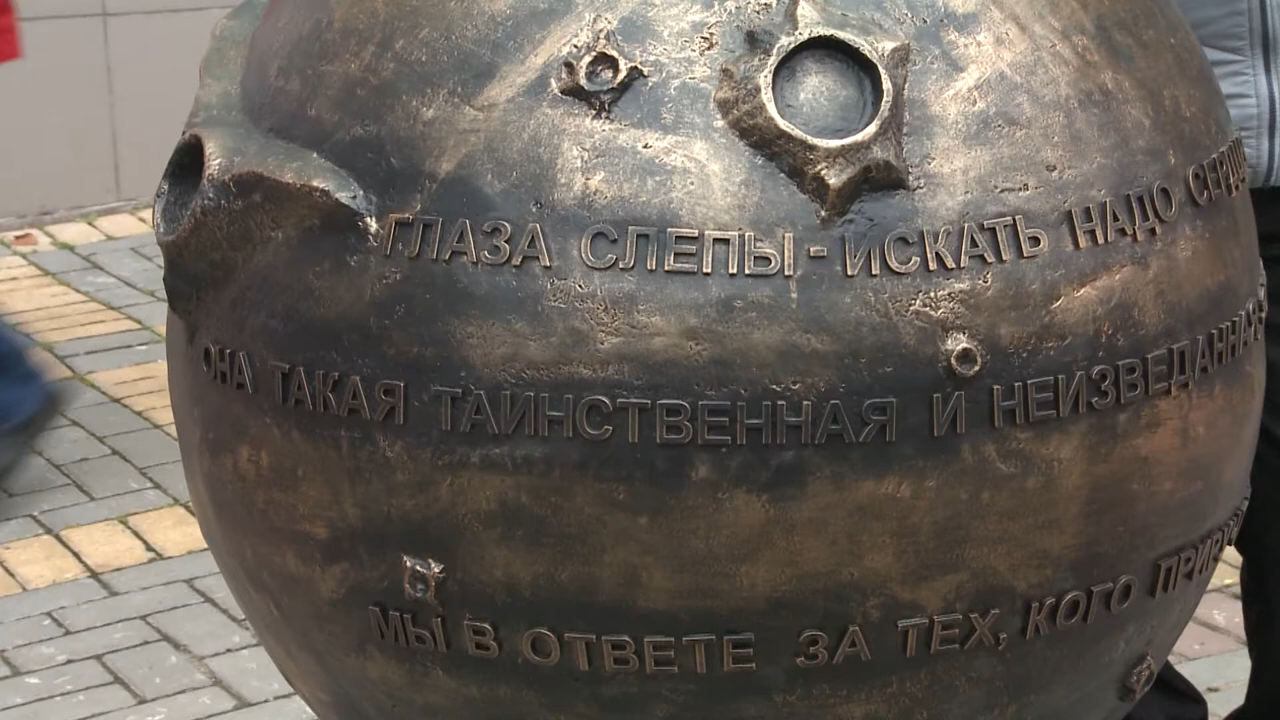 ГЛАЗА СЛЕПЫ - ИСКАТЬ НАДО
ОНА ТАКАЯ ТАИНСТВЕННАЯ И НЕИЗВЕДАННАЯ
МЫ В ОТВЕТЕ ЗА ТЕХ, КОГО